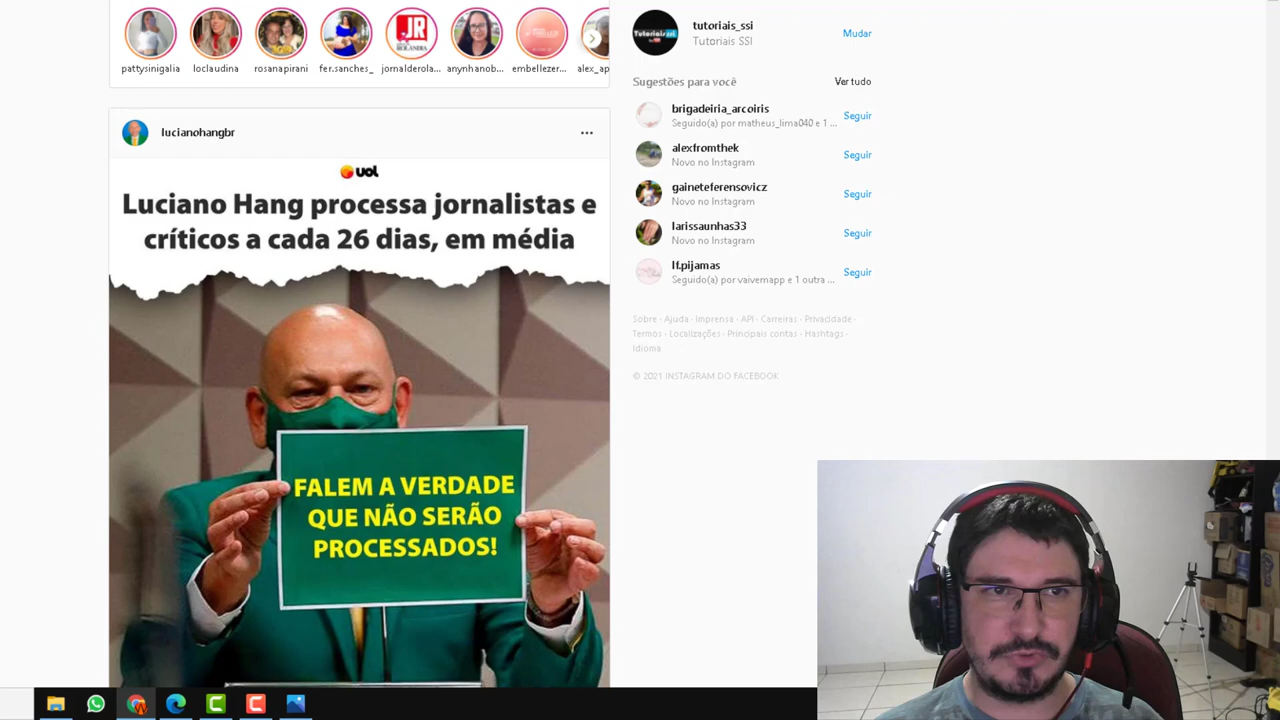 pattysinigalia
loclaudina
rosanapirani
fer.sanches_
jornalderola...
anynhanob...
embellezer...
alex_ap
JR
tutoriais_ssi
Tutoriais SSI
Mudar
Sugestões para você
Ver tudo
brigadeiria_arcoiris
Seguido(a) por matheus_lima040 e 1 ...
Seguir
alexfromthek
Novo no Instagram
Seguir
gaineteferensovicz
Novo no Instagram
Seguir
larissaunhas33
Novo no Instagram
Seguir
lf.pijamas
Seguido(a) por vaivemapp e 1 outra ...
Seguir
Sobre · Ajuda · Imprensa · API · Carreiras · Privacidade ·
Termos · Localizações · Principais contas · Hashtags ·
Idioma
© 2021 INSTAGRAM DO FACEBOOK
lucianohangbr
uol
Luciano Hang processa jornalistas e
críticos a cada 26 dias, em média
FALEM A VERDADE
QUE NÃO SERÃO
PROCESSADOS!